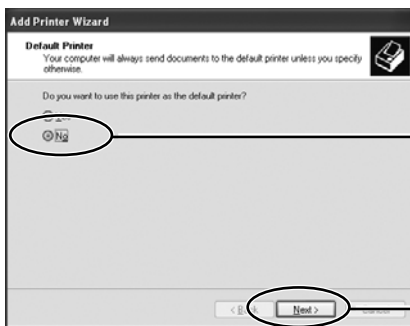 Add Printer Wizard
Default Printer
Your computer will always send documents to the default printer unless you specify
otherwise.
Do you want to use this printer as the default printer?
No
Next >